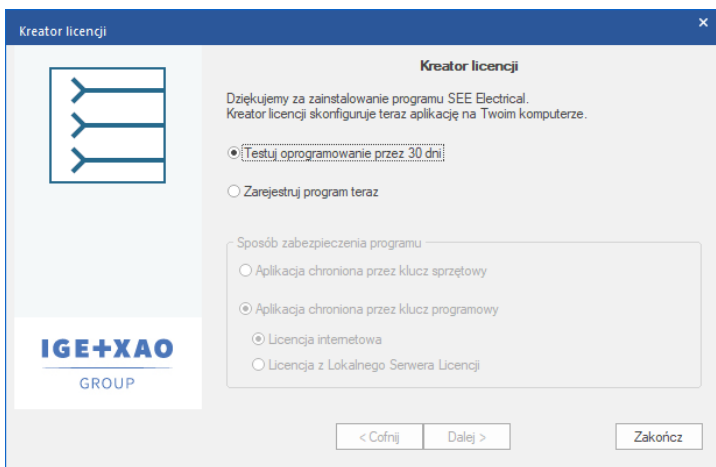 Kreator licencji
×
Kreator licencji
Dziękujemy za zainstalowanie programu SEE Electrical.
Kreator licencji skonfiguruje teraz aplikację na Twoim komputerze.
Testuj oprogramowanie przez 30 dni
Zarejestruj program teraz
Sposób zabezpieczenia programu
Aplikacja chroniona przez klucz sprzętowy
Aplikacja chroniona przez klucz programowy
Licencja internetowa
Licencja z Lokalnego Serwera Licencji
IGE+XAO
GROUP
< Cofnij
Dalej >
Zakończ